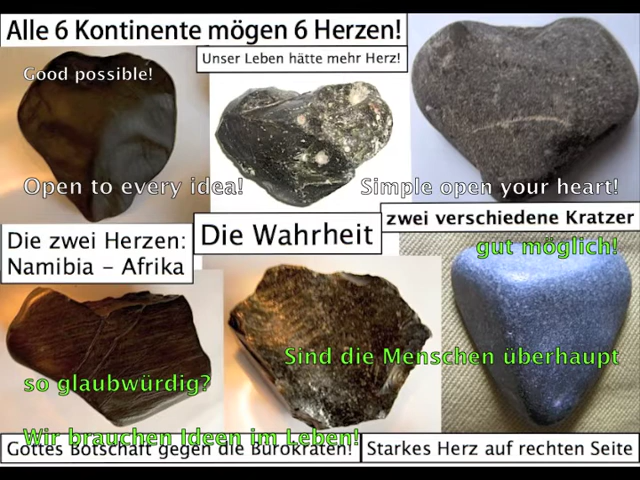 Alle 6 Kontinente mögen 6 Herzen!
Unser Leben hätte mehr Herz!
Good possible!
Open to every idea!
Simple open your heart!
zwei verschiedene Kratzer
Die zwei Herzen:
Namibia - Afrika
Die Wahrheit
gut möglich!
Sind die Menschen überhaupt
so glaubwürdig?
Wir brauchen Ideen im Leben!
Gottes Botschaft gegen die Bürokraten!
Starkes Herz auf rechten Seite